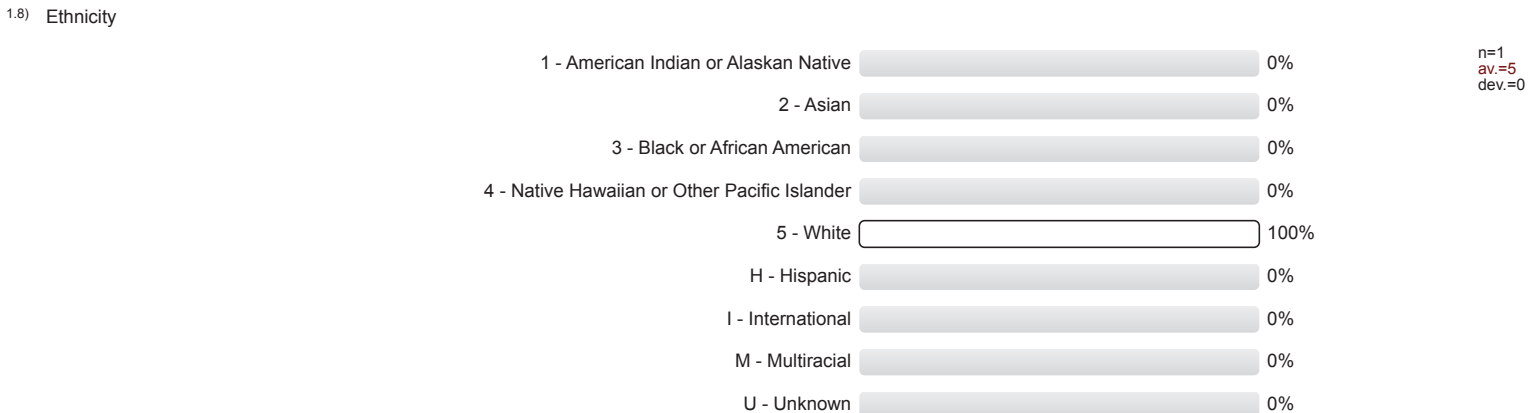 1.8) Ethnicity
1 - American Indian or Alaskan Native 0%
n=1
av.=5
dev.=0
2 - Asian 0%
3 - Black or African American 0%
4 - Native Hawaiian or Other Pacific Islander 0%
5 - White 100%
H - Hispanic 0%
I - International 0%
M - Multiracial 0%
U - Unknown 0%